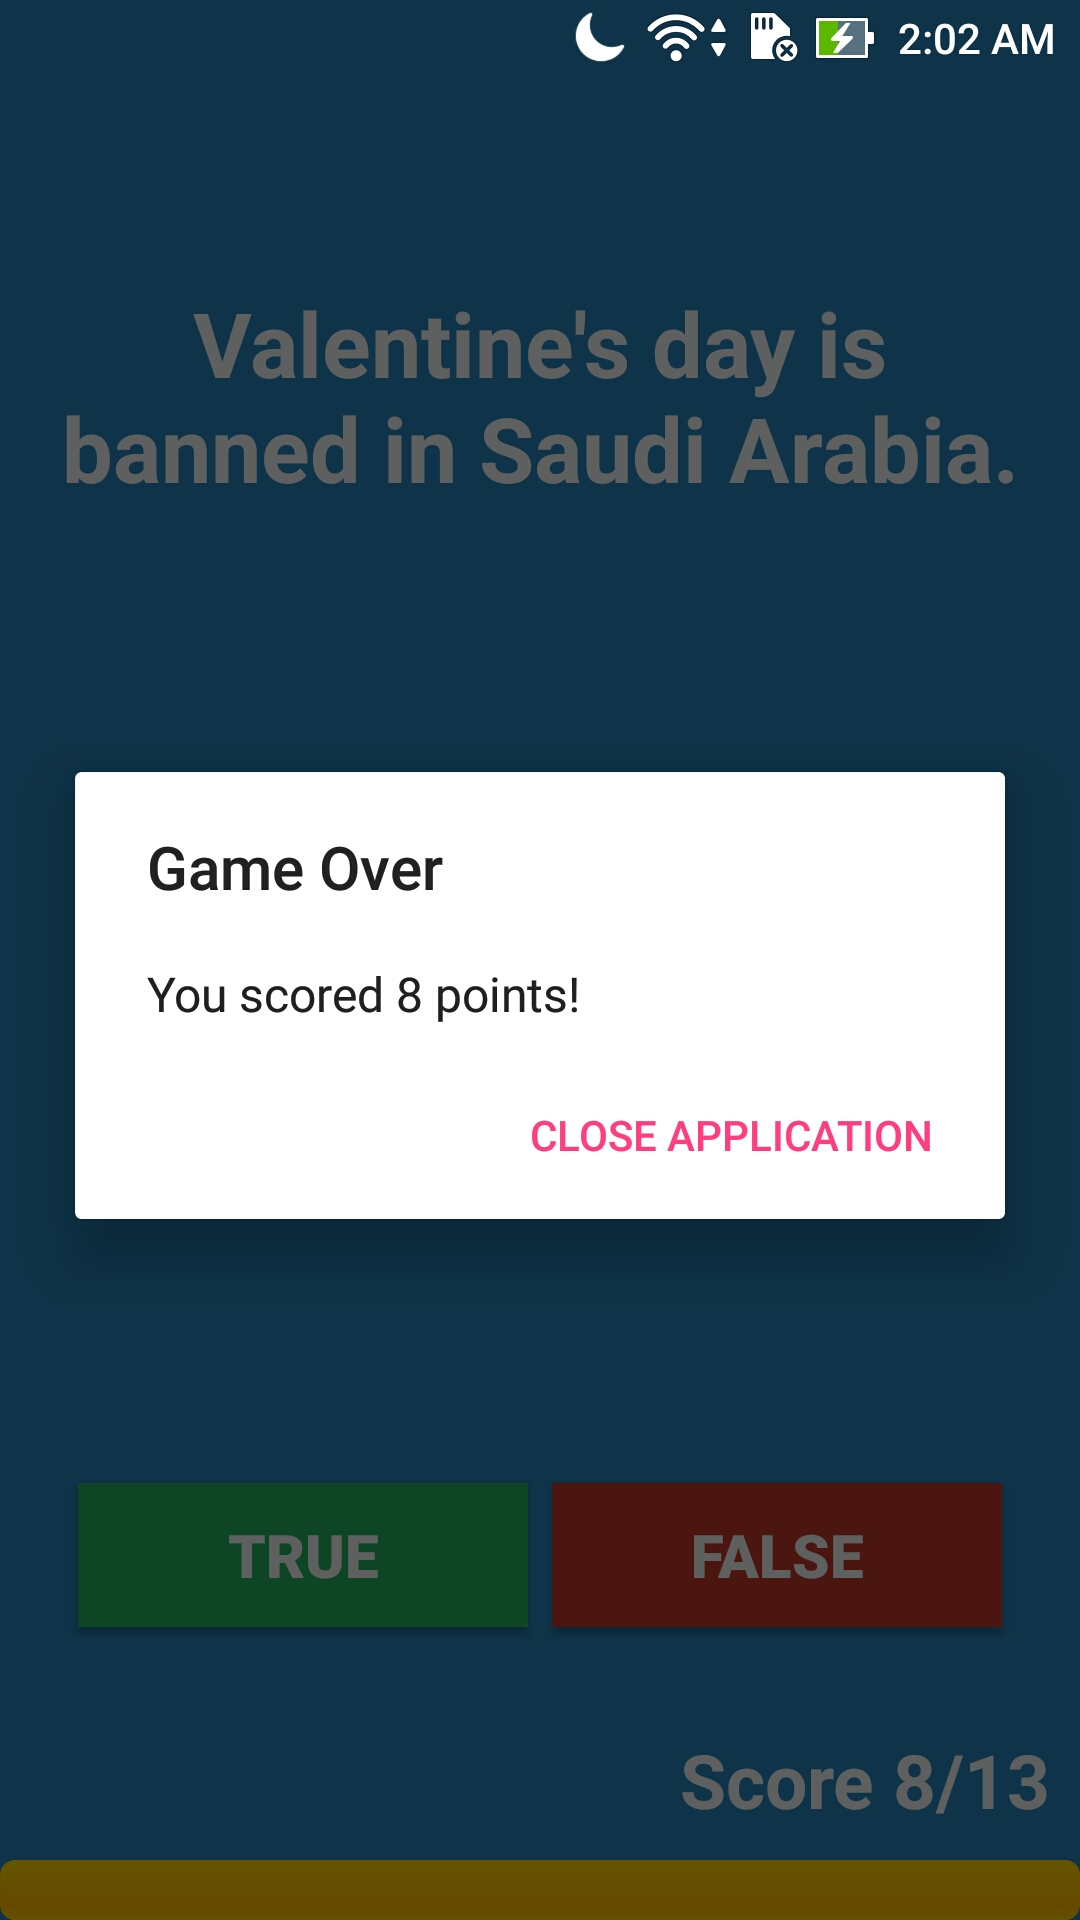 2:02 AM
Valentine's day is
banned in Saudi Arabia.
Game Over
You scored 8 points!
CLOSE APPLICATION
TRUE
FALSE
Score 8/13